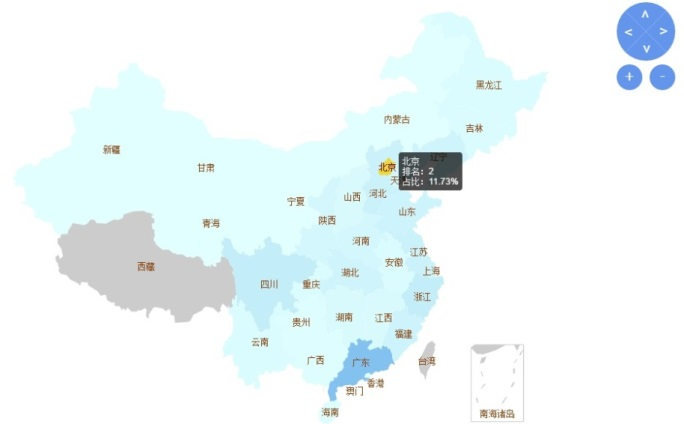 黑龙江
内蒙古
吉林
新疆
甘肃
北京
北京
排名：2
占比：11.73%
辽宁
天
宁夏
山西
河北
山东
青海
陕西
河南
江苏
西藏
四川
重庆
湖北
安徽
上海
浙江
贵州
湖南
江西
云南
福建
广西
广东
台湾
澳门
香港
海南
南海诸岛